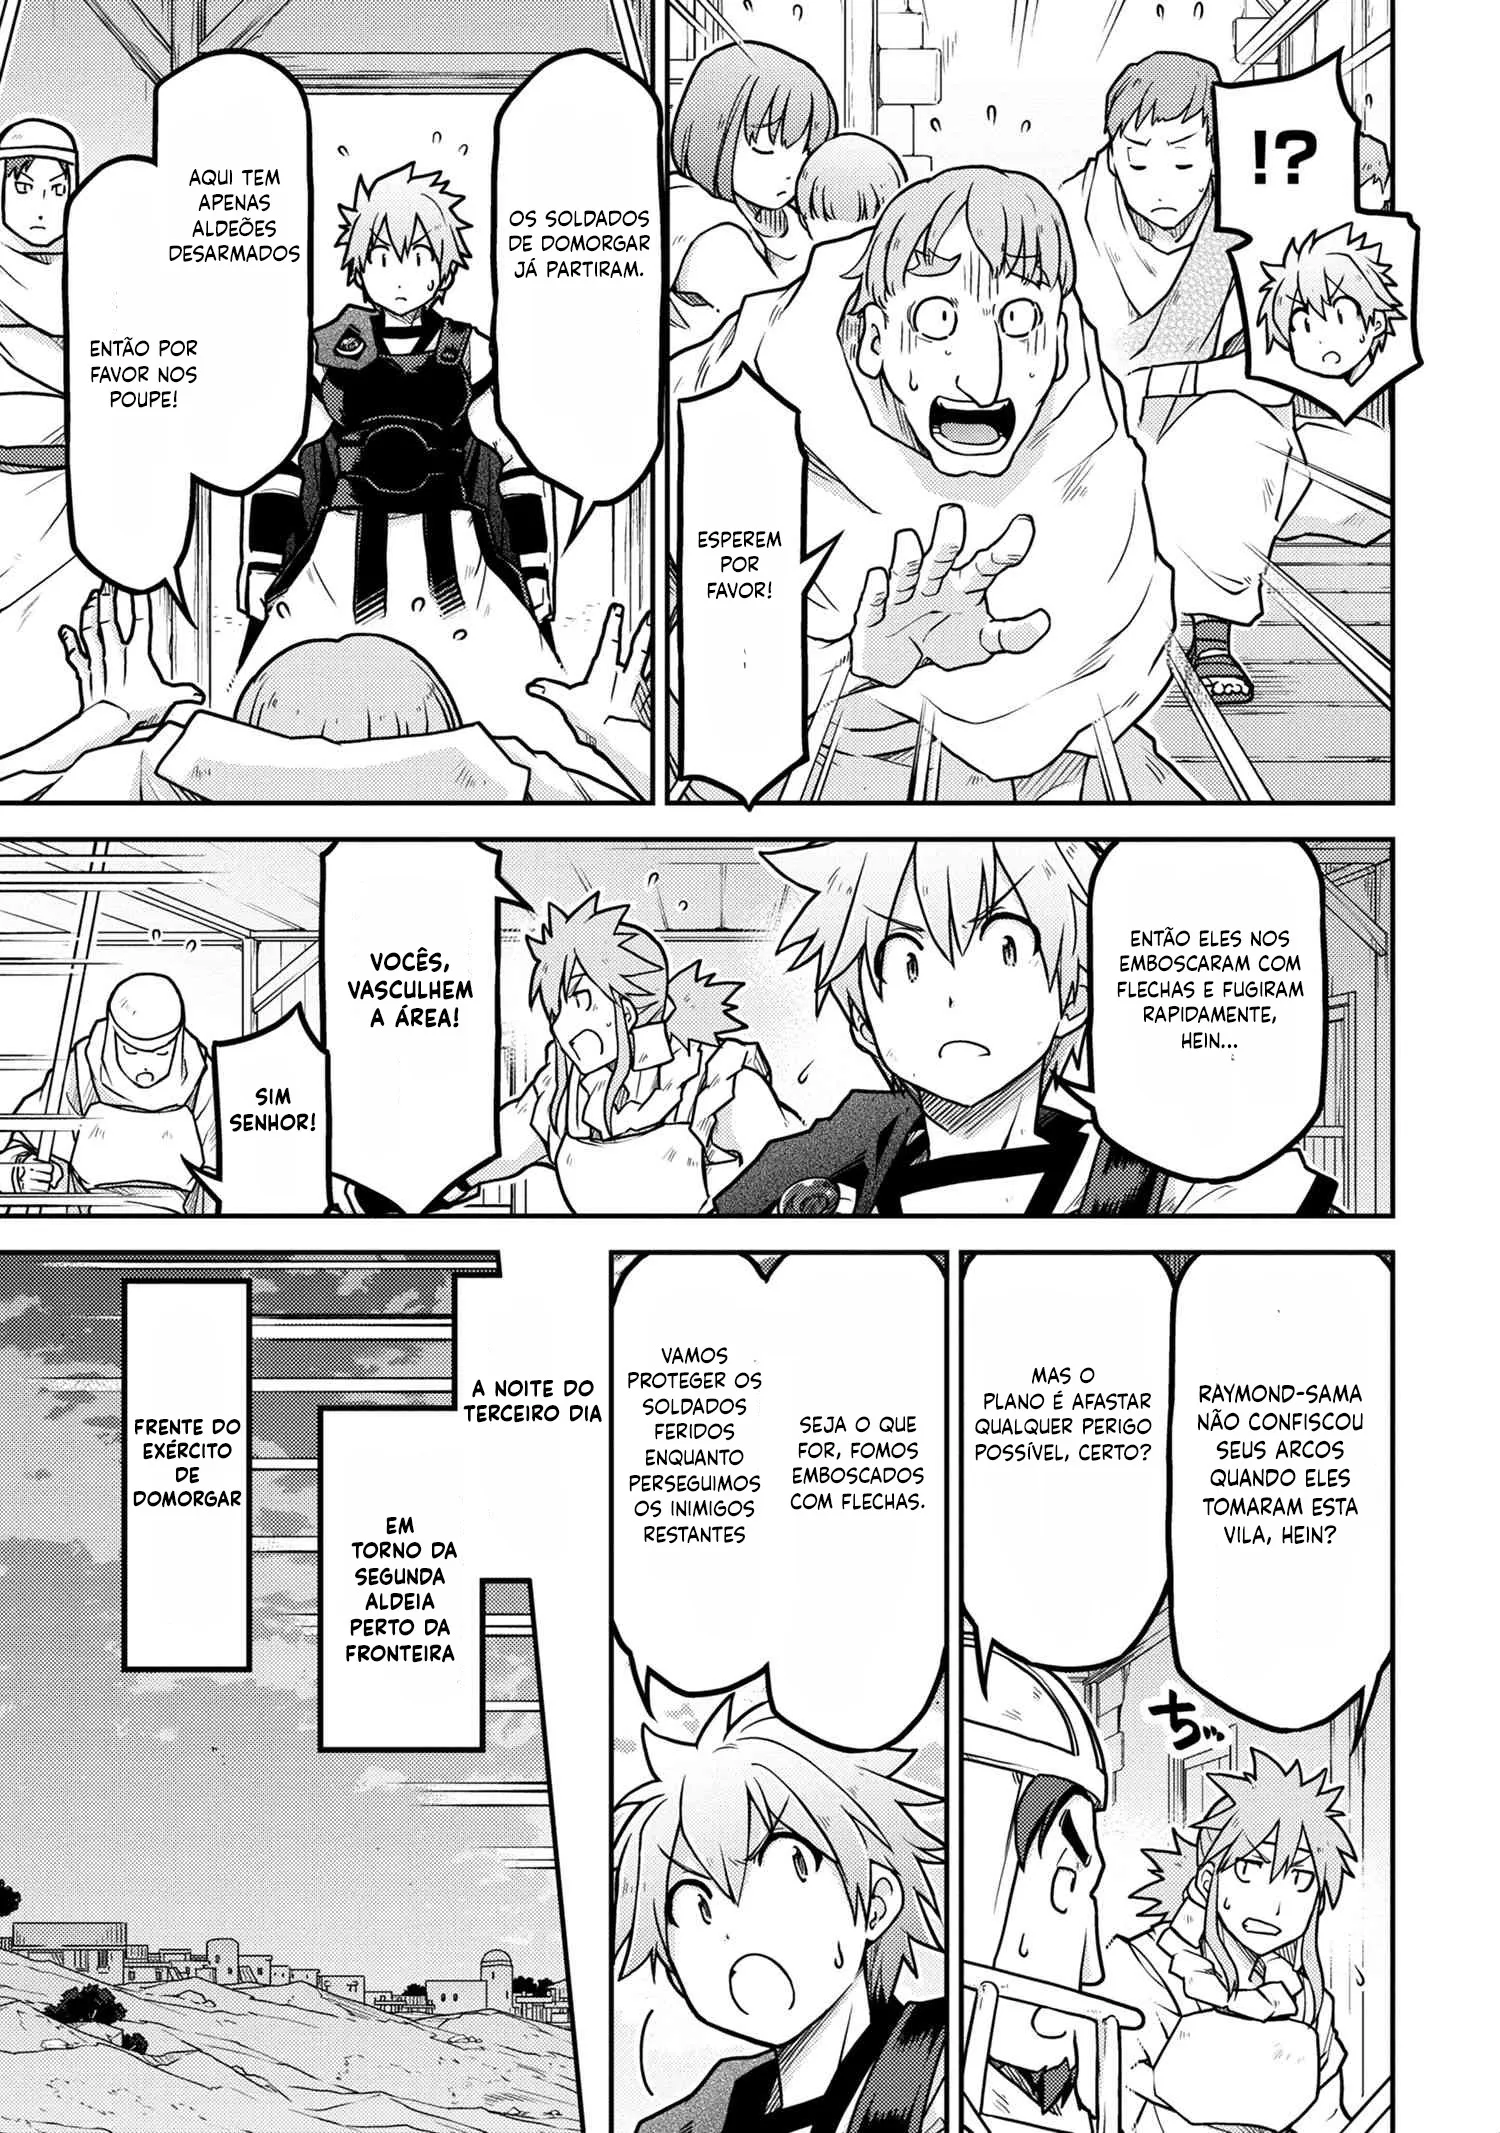 !?
ESPEREM
POR
FAVOR!
OS SOLDADOS
DE DOMORGAR
JÁ PARTIRAM.
AQUI TEM
APENAS
ALDEÕES
DESARMADOS
ENTÃO POR
FAVOR NOS
POUPE!
ENTÃO ELES NOS
EMBOSCARAM COM
FLECHAS E FUGIRAM
RAPIDAMENTE,
HEIN...
VOCÊS,
VASCULHEM
A ÁREA!
SIM
SENHOR!
RAYMOND-SAMA
NÃO CONFISCOU
SEUS ARCOS
QUANDO ELES
TOMARAM ESTA
VILA, HEIN?
MAS O
PLANO É AFASTAR
QUALQUER PERIGO
POSSÍVEL, CERTO?
ちッ
SEJA O QUE
FOR, FOMOS
EMBOSCADOS
COM FLECHAS.
VAMOS
PROTEGER OS
SOLDADOS
FERIDOS
ENQUANTO
PERSEGUIMOS
OS INIMIGOS
RESTANTES
A NOITE DO
TERCEIRO DIA
EM
TORNO DA
SEGUNDA
ALDEIA
PERTO DA
FRONTEIRA
FRENTE DO
EXÉRCITO
DE
DOMORGAR